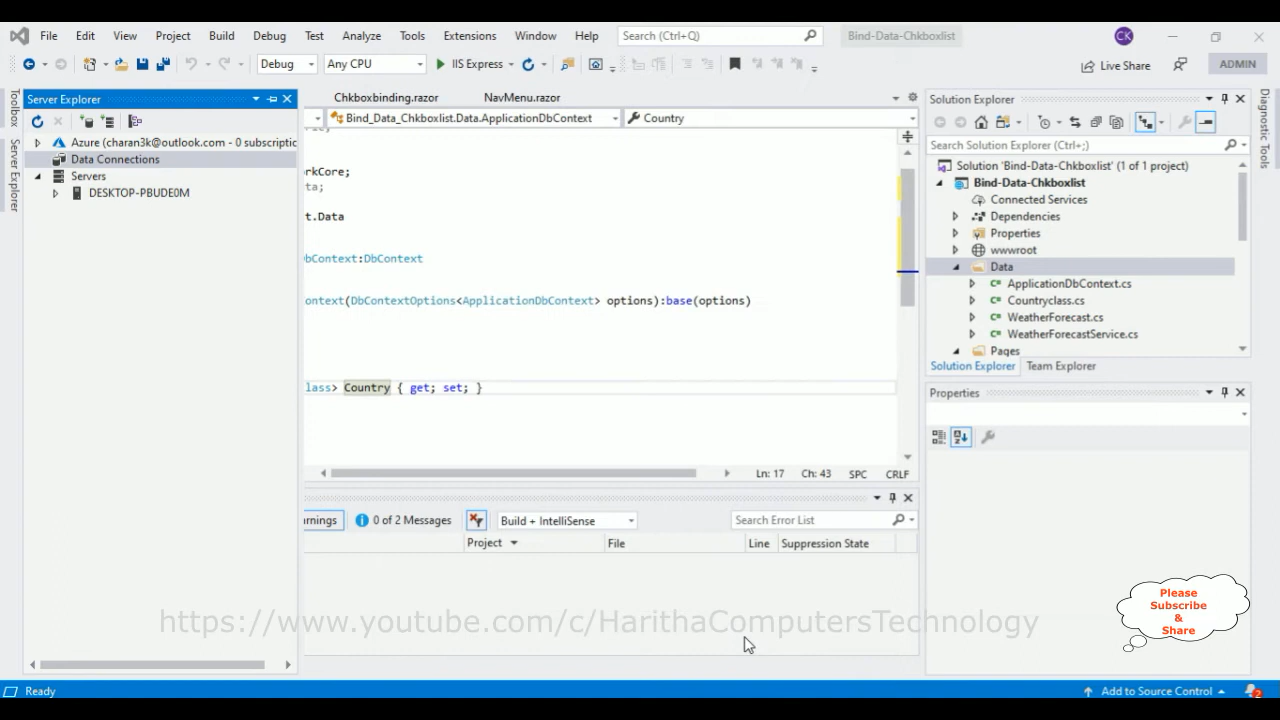 File Edit View Project Build Debug Test Analyze Tools Extensions Window Help Search (Ctrl+Q) Bind-Data-Chkboxlist CK
Debug Any CPU IIS Express Live Share ADMIN
Toolbox
Server Explorer
Server Explorer
Azure (charan3k@outlook.com - 0 subscriptic
Data Connections
Servers
DESKTOP-PBUDE0M
Chkboxbinding.razor NavMenu.razor
Bind_Data_Chkboxlist.Data.ApplicationDbContext Country
rkCore;
ta;
t.Data
bContext:DbContext
ontext(DbContextOptions<ApplicationDbContext> options):base(options)
lass> Country { get; set; }
Ln: 17 Ch: 43 SPC CRLF
rnings 0 of 2 Messages Build + IntelliSense Search Error List
Project File Line Suppression State
Solution Explorer
Search Solution Explorer (Ctrl+;)
Solution 'Bind-Data-Chkboxlist' (1 of 1 project)
Bind-Data-Chkboxlist
Connected Services
Dependencies
Properties
wwwroot
Data
C# ApplicationDbContext.cs
C# Countryclass.cs
C# WeatherForecast.cs
C# WeatherForecastService.cs
Pages
Solution Explorer Team Explorer
Properties
Diagnostic Tools
https://www.youtube.com/c/HarithaComputersTechnology
Please
Subscribe
&
Share
Ready Add to Source Control 2